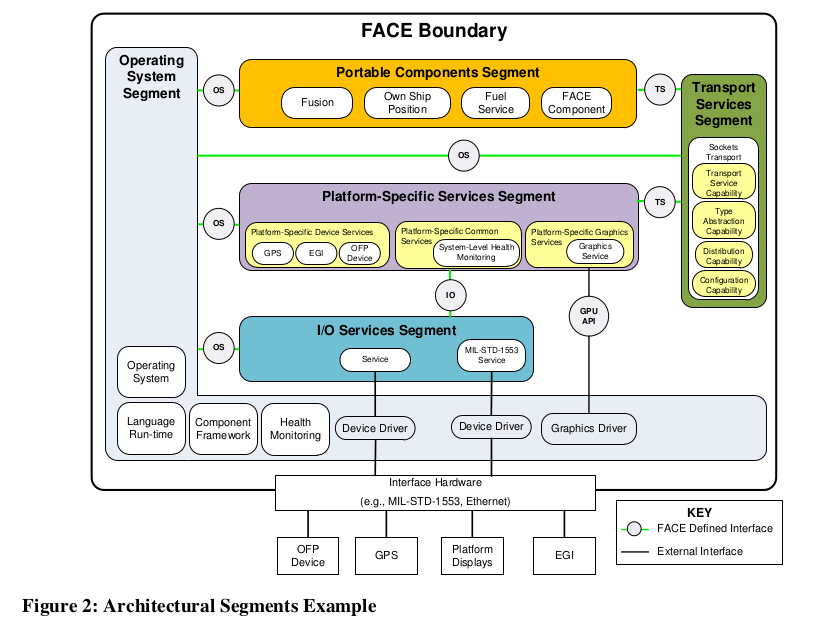 FACE Boundary
Operating
System
Segment
OS
Portable Components Segment
Fusion
Own Ship
Position
Fuel
Service
FACE
Component
TS
Transport
Services
Segment
Sockets
Transport
Transport
Service
Capability
Type
Abstraction
Capability
Distribution
Capability
Configuration
Capability
OS
OS
Platform-Specific Services Segment
TS
Platform-Specific Device Services
GPS
EGI
OFP
Device
Platform-Specific Common
Services
System-Level Health
Monitoring
Platform-Specific Graphics
Services
Graphics
Service
IO
GPU
API
OS
I/O Services Segment
Service
MIL-STD-1553
Service
Operating
System
Language
Run-time
Component
Framework
Health
Monitoring
Device Driver
Device Driver
Graphics Driver
Interface Hardware
(e.g., MIL-STD-1553, Ethernet)
OFP
Device
GPS
Platform
Displays
EGI
KEY
FACE Defined Interface
External Interface
Figure 2: Architectural Segments Example